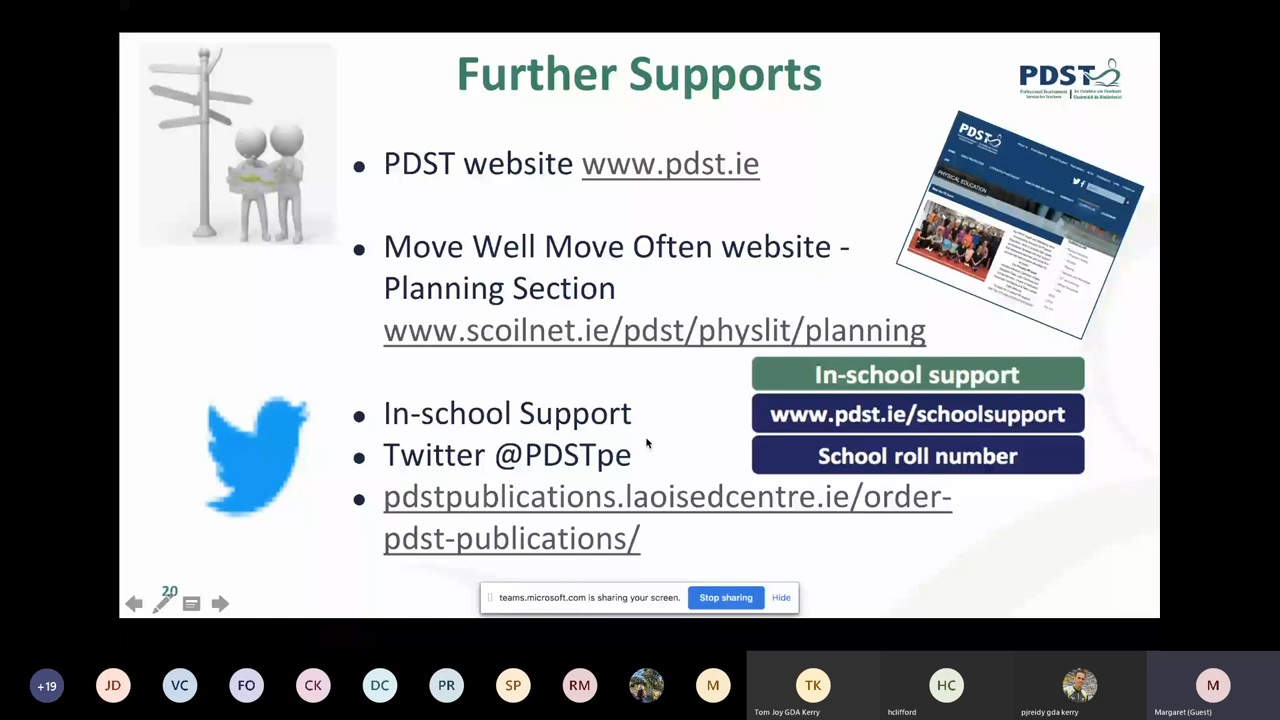 Further Supports
PDST
• PDST website www.pdst.ie
PDST
PHYSICAL EDUCATION
• Move Well Move Often website -
Planning Section
www.scoilnet.ie/pdst/physlit/planning
In-school support
• In-school Support
www.pdst.ie/schoolsupport
• Twitter @PDSTpe
School roll number
• pdstpublications.laoisedcentre.ie/order-
pdst-publications/
20
teams.microsoft.com is sharing your screen.
Stop sharing
Hide
+19
JD
VC
FO
CK
DC
PR
SP
RM
M
TK
HC
M
Tom Joy GDA Kerry
hclifford
pjreidy gda kerry
Margaret (Guest)